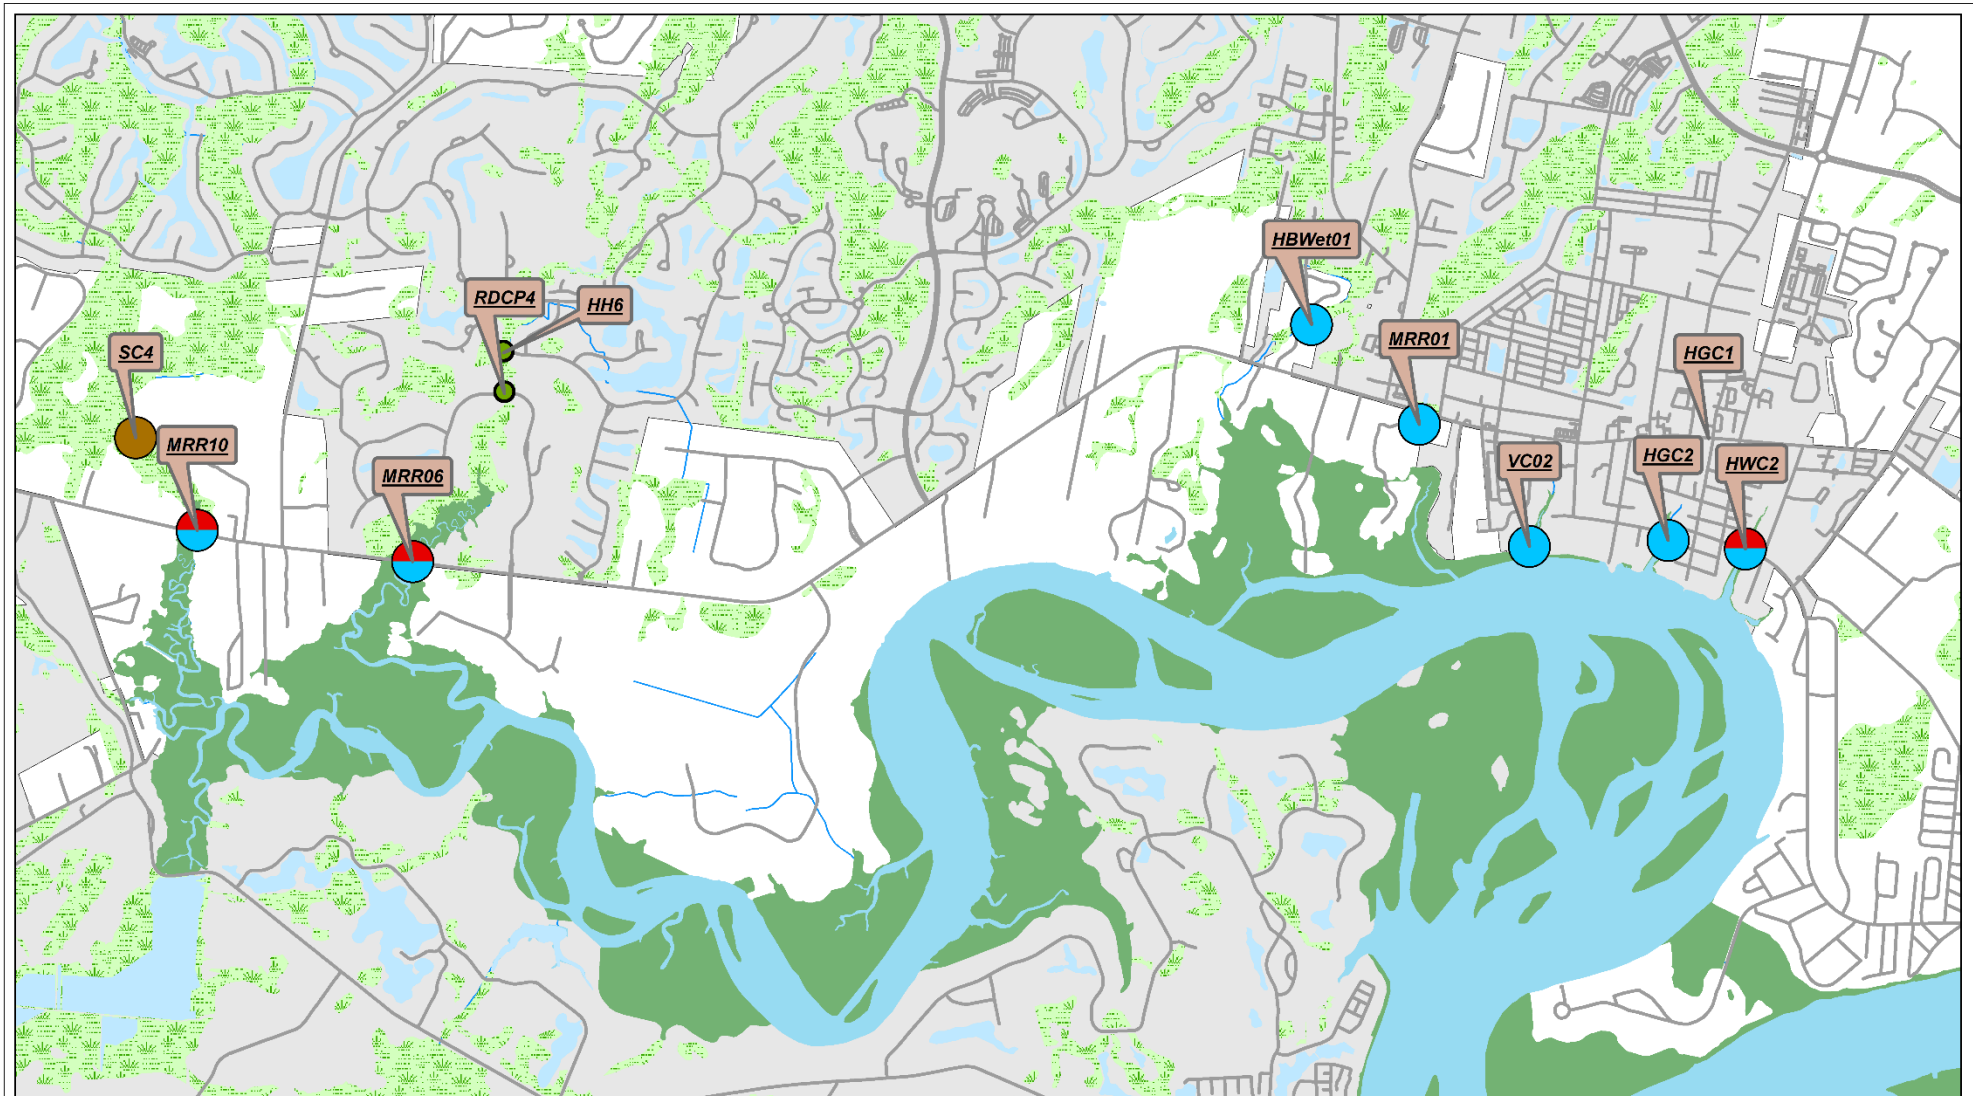 HBWet01
RDCP4
HH6
SC4
MRR01
HGC1
MRR10
MRR06
VC02
HGC2
HWC2